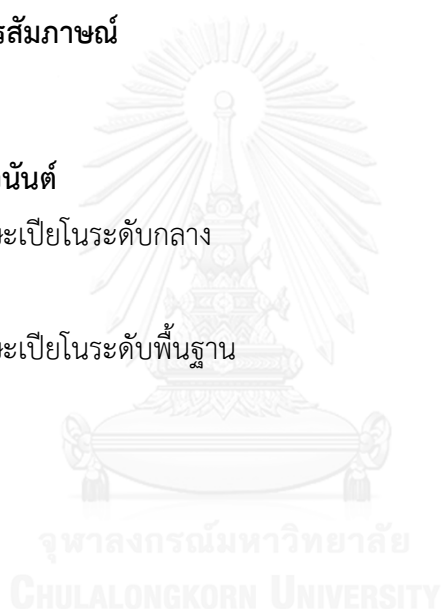 รสัมภาษณ์
นันต์
ะเปียโนระดับกลาง
ะเปียโนระดับพื้นฐาน
จุฬาลงกรณ์มหาวิทยาลัย
CHULALONGKORN UNIVERSITY